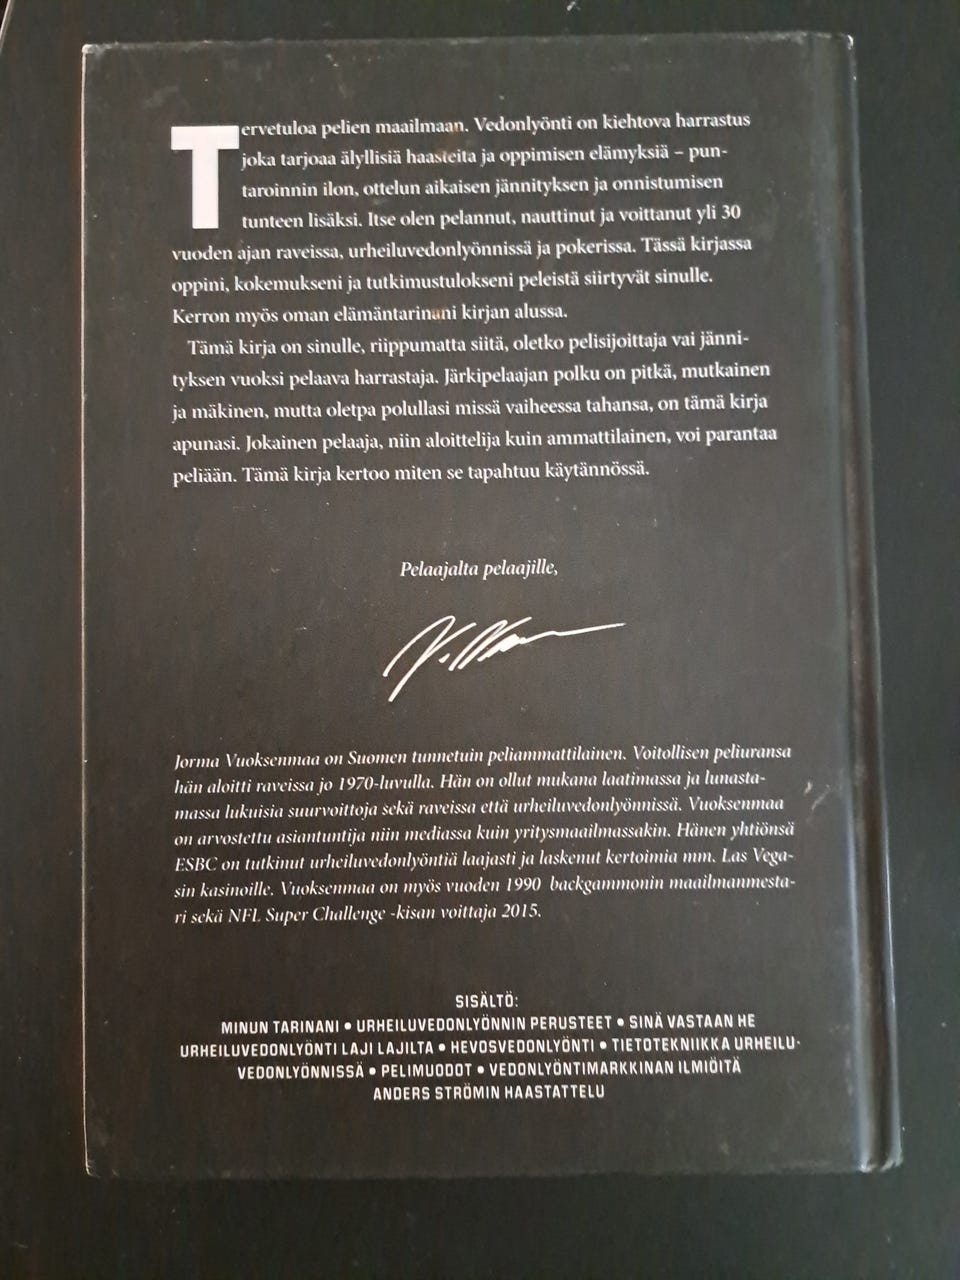 Tervetuloa pelien maailmaan. Vedonlyönti on kiehtova harrastus
joka tarjoaa älyllisiä haasteita ja oppimisen elämyksiä – pun-
taroinnin ilon, ottelun aikaisen jännityksen ja onnistumisen
tunteen lisäksi. Itse olen pelannut, nauttinut ja voittanut yli 30
vuoden ajan raveissa, urheiluvedonlyönnissä ja pokerissa. Tässä kirjassa
oppini, kokemukseni ja tutkimustulokseni peleistä siirtyvät sinulle.
Kerron myös oman elämäntarinani kirjan alussa.
Tämä kirja on sinulle, riippumatta siitä, oletko pelisijoittaja vai jänni-
tyksen vuoksi pelaava harrastaja. Järkipelaajan polku on pitkä, mutkainen
ja mäkinen, mutta oletpa polullasi missä vaiheessa tahansa, on tämä kirja
apunasi. Jokainen pelaaja, niin aloittelija kuin ammattilainen, voi parantaa
peliään. Tämä kirja kertoo miten se tapahtuu käytännössä.
Pelaajalta pelaajille,
Jorma Vuoksenmaa on Suomen tunnetuin peliammattilainen. Voitollisen peliuransa
hän aloitti raveissa jo 1970-luvulla. Hän on ollut mukana laatimassa ja lunasta-
massa lukuisia suurvoittoja sekä raveissa että urheiluvedonlyönnissä. Vuoksenmaa
on arvostettu asiantuntija niin mediassa kuin yritysmaailmassakin. Hänen yhtiönsä
ESBC on tutkinut urheiluvedonlyöntiä laajasti ja laskenut kertoimia mm. Las Vega-
sin kasinoille. Vuoksenmaa on myös vuoden 1990 backgammonin maailmanmesta-
ri sekä NFL Super Challenge -kisan voittaja 2015.
SISÄLTÖ:
MINUN TARINANI • URHEILUVEDONLYÖNNIN PERUSTEET • SINÄ VASTAAN HE
URHEILUVEDONLYÖNTI LAJI LAJILTA • HEVOSVEDONLYÖNTI • TIETOTEKNIIKKA URHEILU-
VEDONLYÖNNISSÄ • PELIMUODOT • VEDONLYÖNTIMARKKINAN ILMIÖITÄ
ANDERS STRÖMIN HAASTATTELU